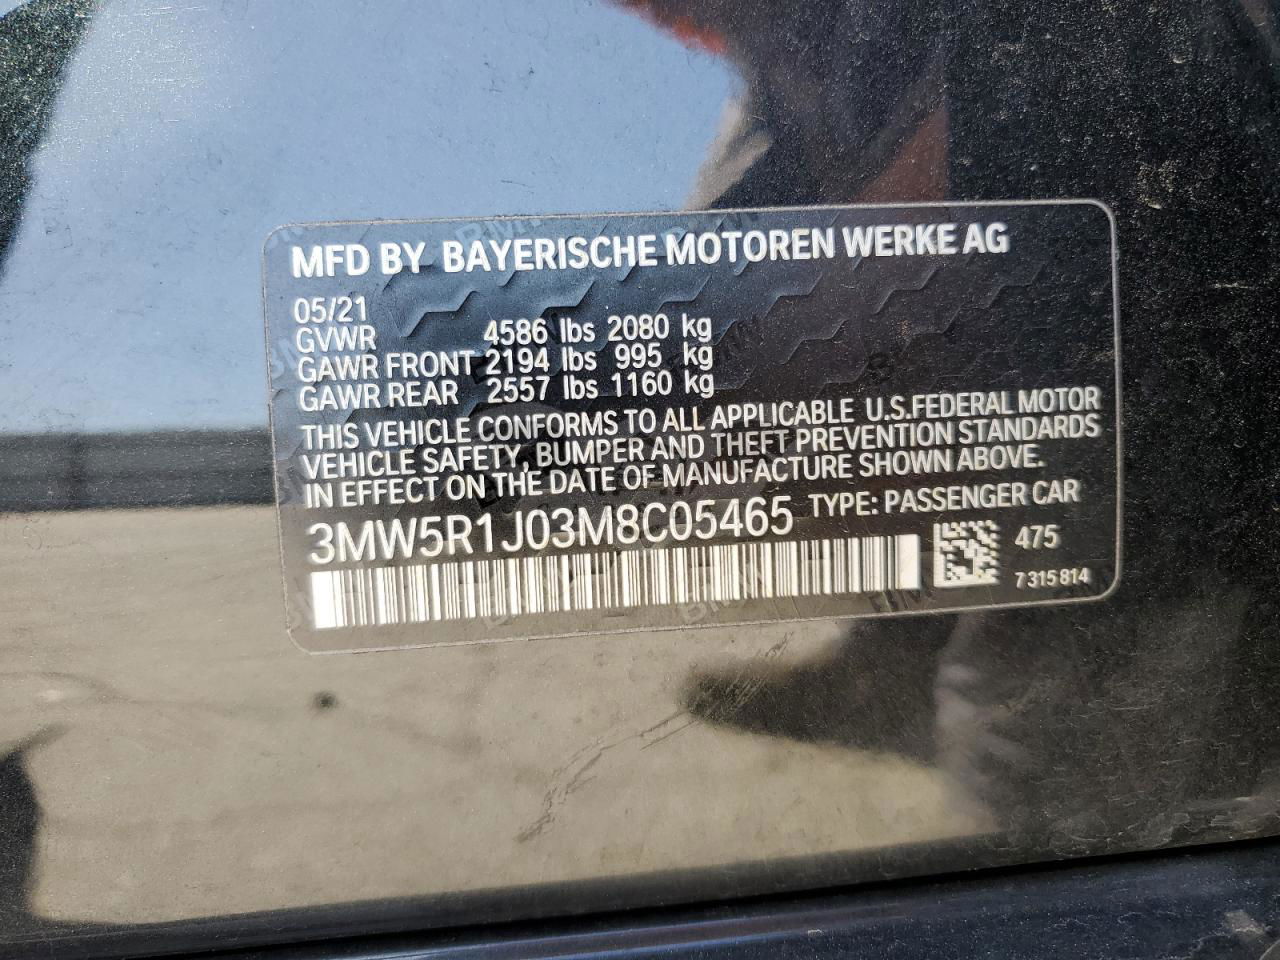 MFD BY BAYERISCHE MOTOREN WERKE AG
05/21
GVWR 4586 lbs 2080 kg
GAWR FRONT 2194 lbs 995 kg
GAWR REAR 2557 lbs 1160 kg
THIS VEHICLE CONFORMS TO ALL APPLICABLE U.S.FEDERAL MOTOR
VEHICLE SAFETY, BUMPER AND THEFT PREVENTION STANDARDS
IN EFFECT ON THE DATE OF MANUFACTURE SHOWN ABOVE.
3MW5R1J03M8C05465 TYPE: PASSENGER CAR
475
7 315 814